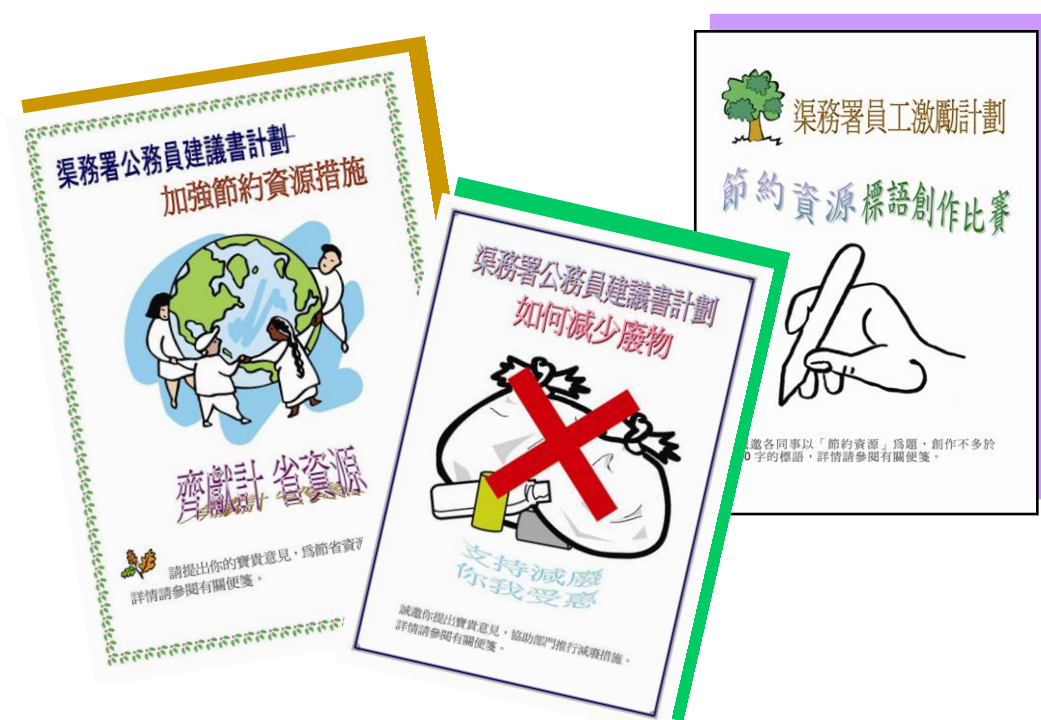 渠務署公務員建議書計劃
加強節約資源措施
齊獻計 省資源
請提出你的寶貴意見，為節省資
詳情請參閱有關便箋。
渠務署公務員建議書計劃
如何減少廢物
支持減廢
你我受惠
誠邀你提出寶貴意見，協助部門推行減廢措施。
詳情請參閱有關便箋。
渠務署員工激勵計劃
節約資源標語創作比賽
邀各同事以「節約資源」為題，創作不多於
0字的標語，詳情請參閱有關便箋。